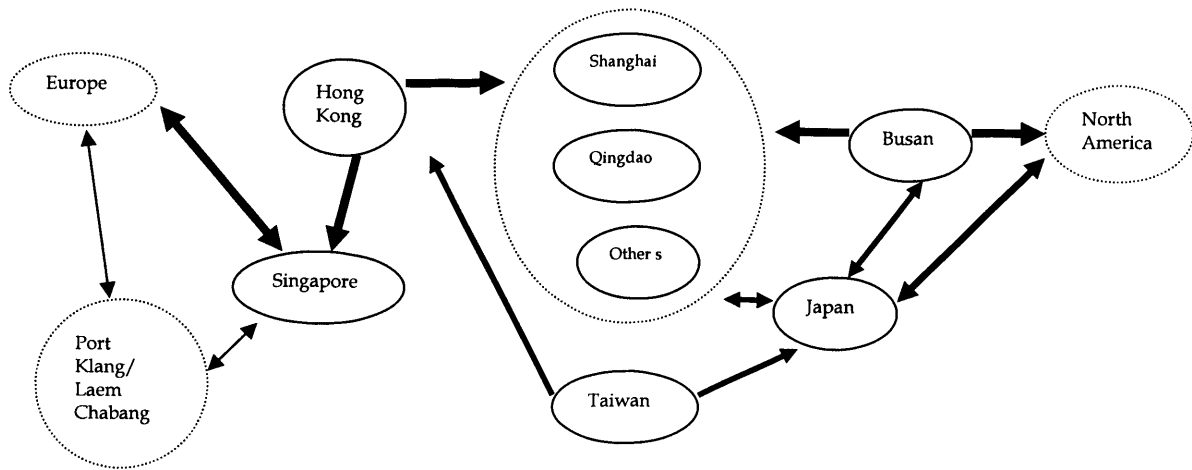 Europe
Hong
Kong
Shanghai
Qingdao
Other s
Busan
North
America
Singapore
Japan
Port
Klang/
Laem
Chabang
Taiwan